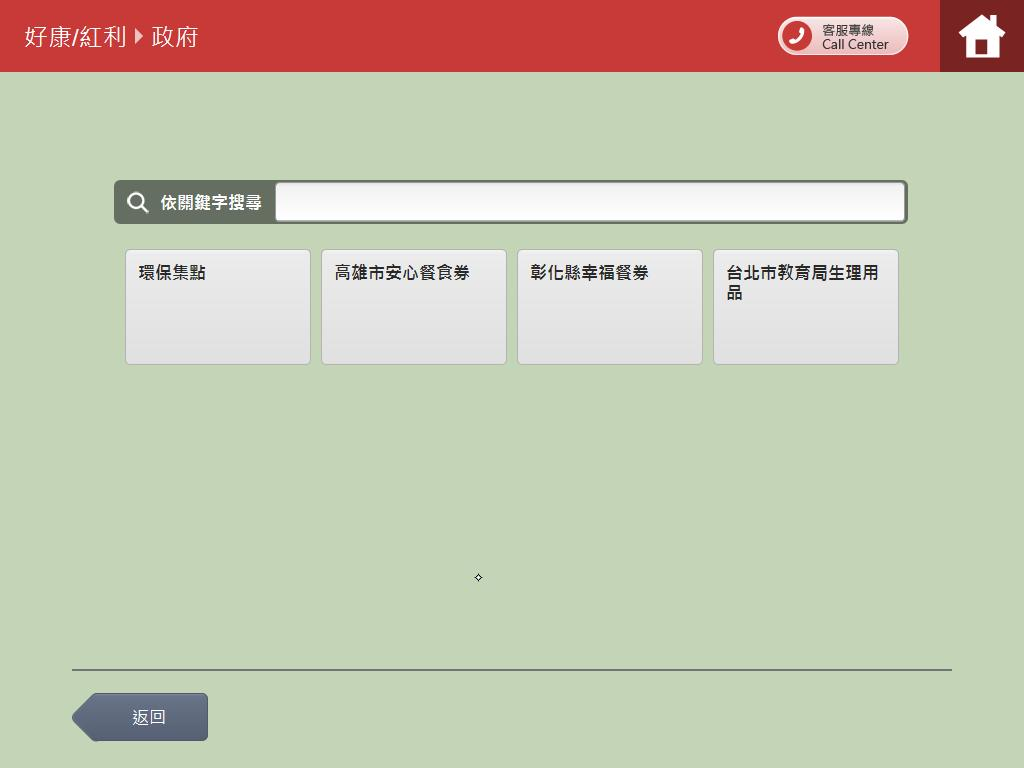 好康/紅利 政府
客服專線
Call Center
依關鍵字搜尋
環保集點
高雄市安心餐食券
彰化縣幸福餐券
台北市教育局生理用
品
返回